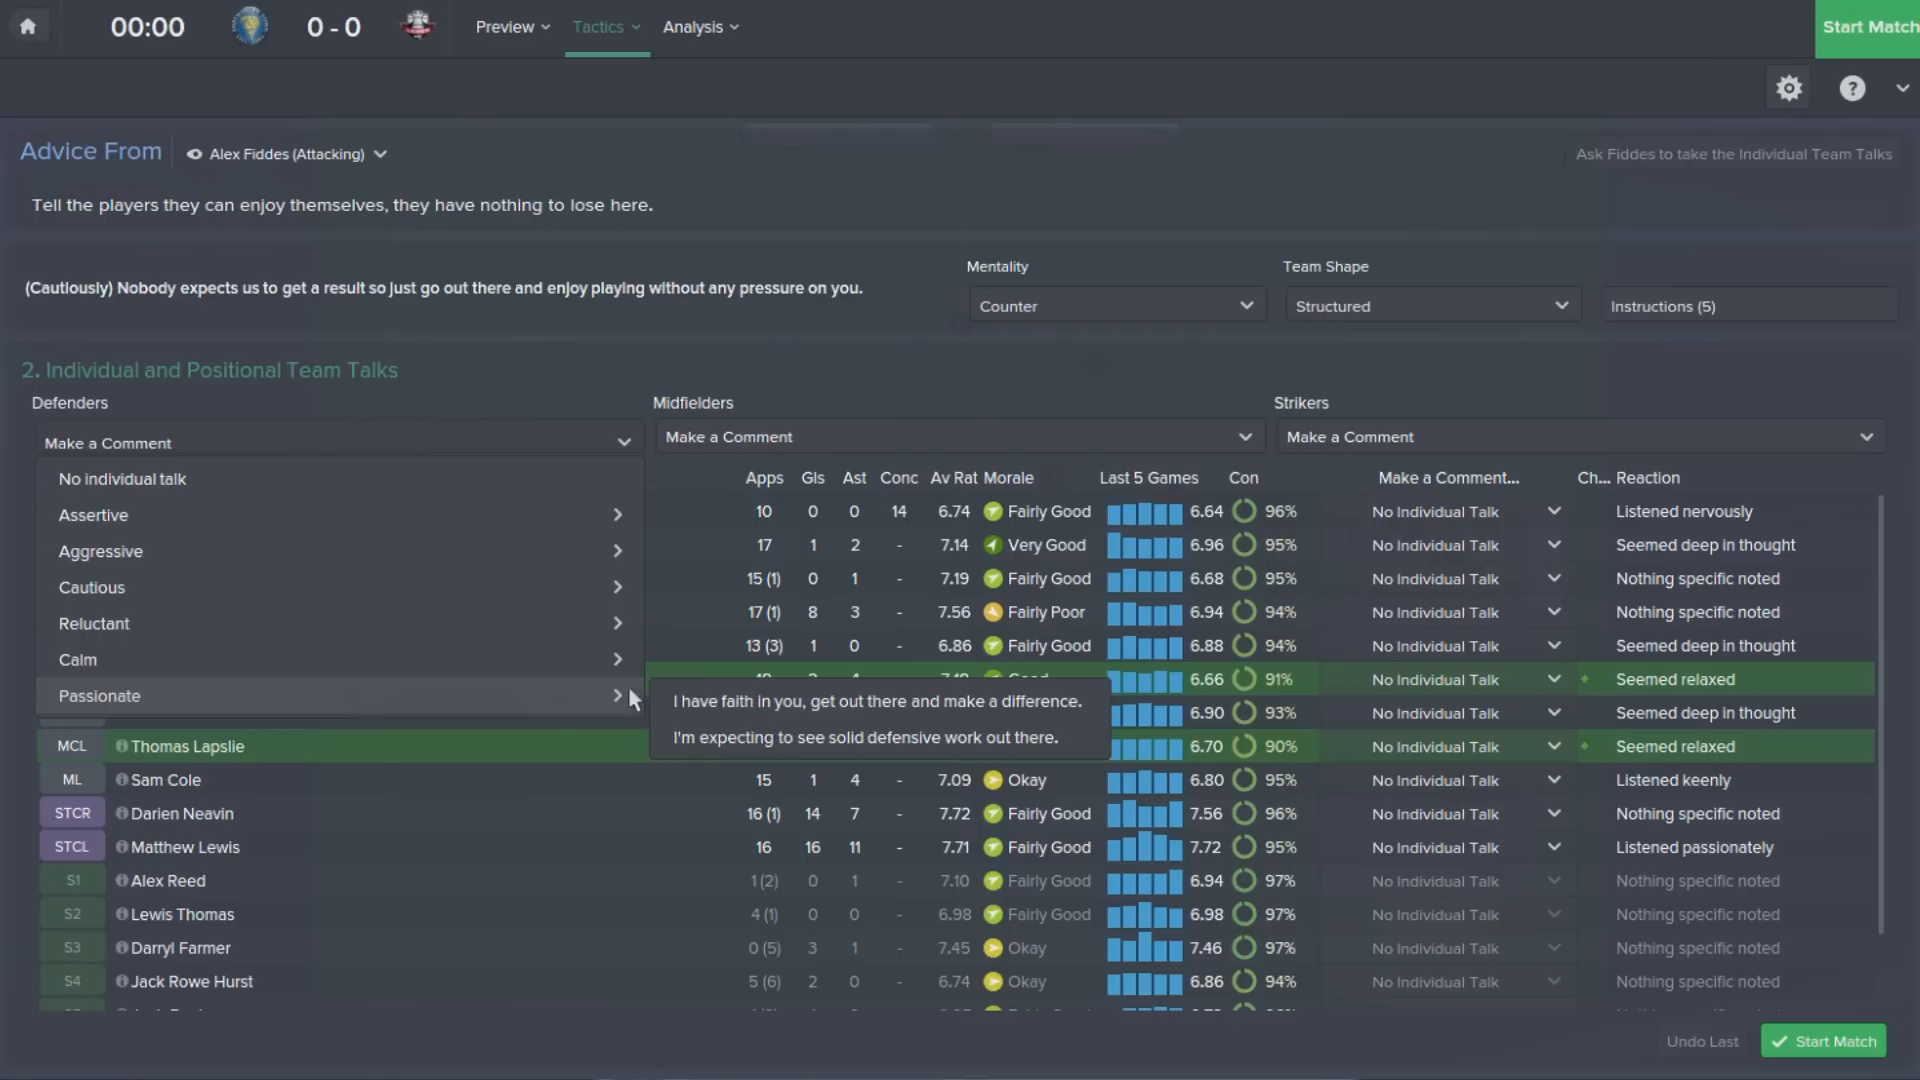 00:00 0 - 0 Preview Tactics Analysis Start Match
?
Advice From Alex Fiddes (Attacking) Ask Fiddes to take the Individual Team Talks
Tell the players they can enjoy themselves, they have nothing to lose here.
Mentality Team Shape
(Cautiously) Nobody expects us to get a result so just go out there and enjoy playing without any pressure on you.
Counter Structured Instructions (5)
2. Individual and Positional Team Talks
Defenders Midfielders Strikers
Make a Comment Make a Comment Make a Comment
No individual talk
Assertive
Aggressive
Cautious
Reluctant
Calm
Passionate
I have faith in you, get out there and make a difference.
I'm expecting to see solid defensive work out there.
Apps Gls Ast Conc Av Rat Morale Last 5 Games Con Make a Comment... Ch... Reaction
10 0 0 14 6.74 Fairly Good 6.64 96% No Individual Talk Listened nervously
17 1 2 - 7.14 Very Good 6.96 95% No Individual Talk Seemed deep in thought
15 (1) 0 1 - 7.19 Fairly Good 6.68 95% No Individual Talk Nothing specific noted
17 (1) 8 3 - 7.56 Fairly Poor 6.94 94% No Individual Talk Nothing specific noted
13 (3) 1 0 - 6.86 Fairly Good 6.88 94% No Individual Talk Seemed deep in thought
6.66 91% No Individual Talk Seemed relaxed
6.90 93% No Individual Talk Seemed deep in thought
MCL Thomas Lapslie 6.70 90% No Individual Talk Seemed relaxed
ML Sam Cole 15 1 4 - 7.09 Okay 6.80 95% No Individual Talk Listened keenly
STCR Darien Neavin 16 (1) 14 7 - 7.72 Fairly Good 7.56 96% No Individual Talk Nothing specific noted
STCL Matthew Lewis 16 16 11 - 7.71 Fairly Good 7.72 95% No Individual Talk Listened passionately
S1 Alex Reed 1 (2) 0 1 - 7.10 Fairly Good 6.94 97% No Individual Talk Nothing specific noted
S2 Lewis Thomas 4 (1) 0 0 - 6.98 Fairly Good 6.98 97% No Individual Talk Nothing specific noted
S3 Darryl Farmer 0 (5) 3 1 - 7.45 Okay 7.46 97% No Individual Talk Nothing specific noted
S4 Jack Rowe Hurst 5 (6) 2 0 - 6.74 Okay 6.86 94% No Individual Talk Nothing specific noted
Undo Last Start Match